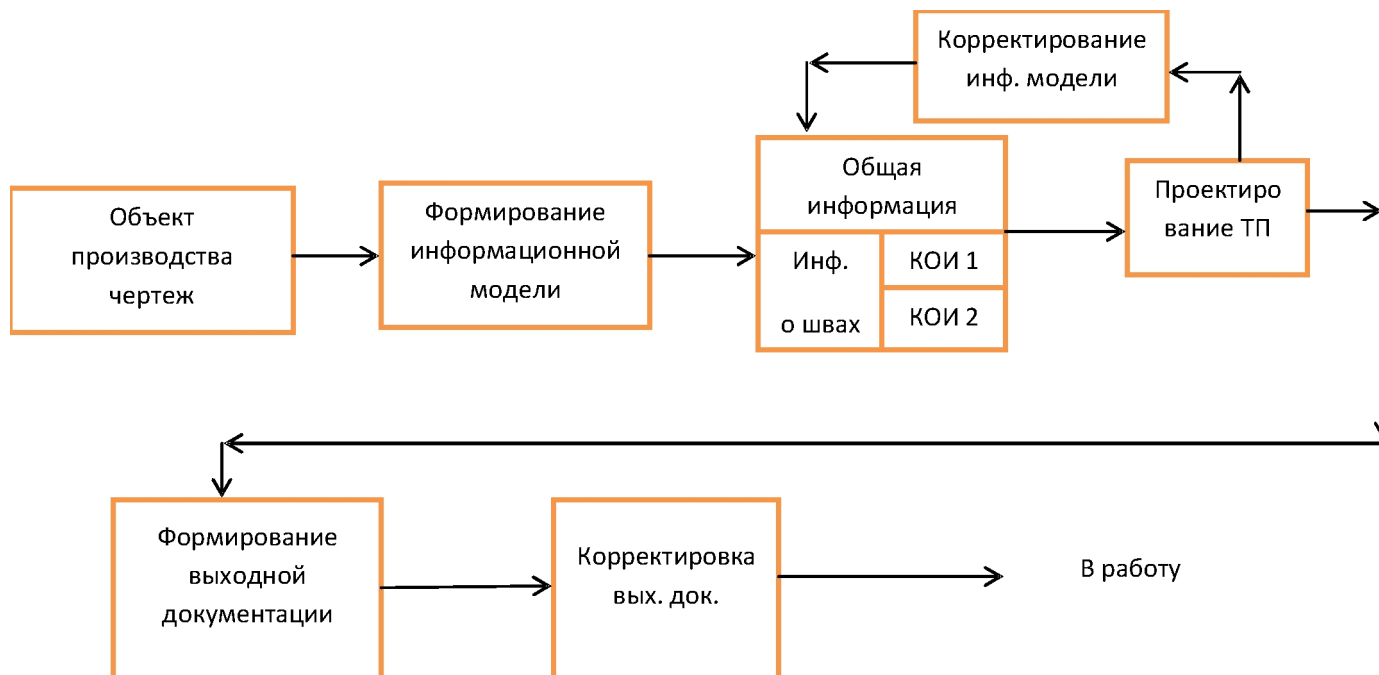 Корректирование
инф. модели
Объект
производства
чертеж
Формирование
информационной
модели
Общая
информация
Инф.
о швах
КОИ 1
КОИ 2
Проектиро
вание ТП
Формирование
выходной
документации
Корректировка
вых. док.
В работу